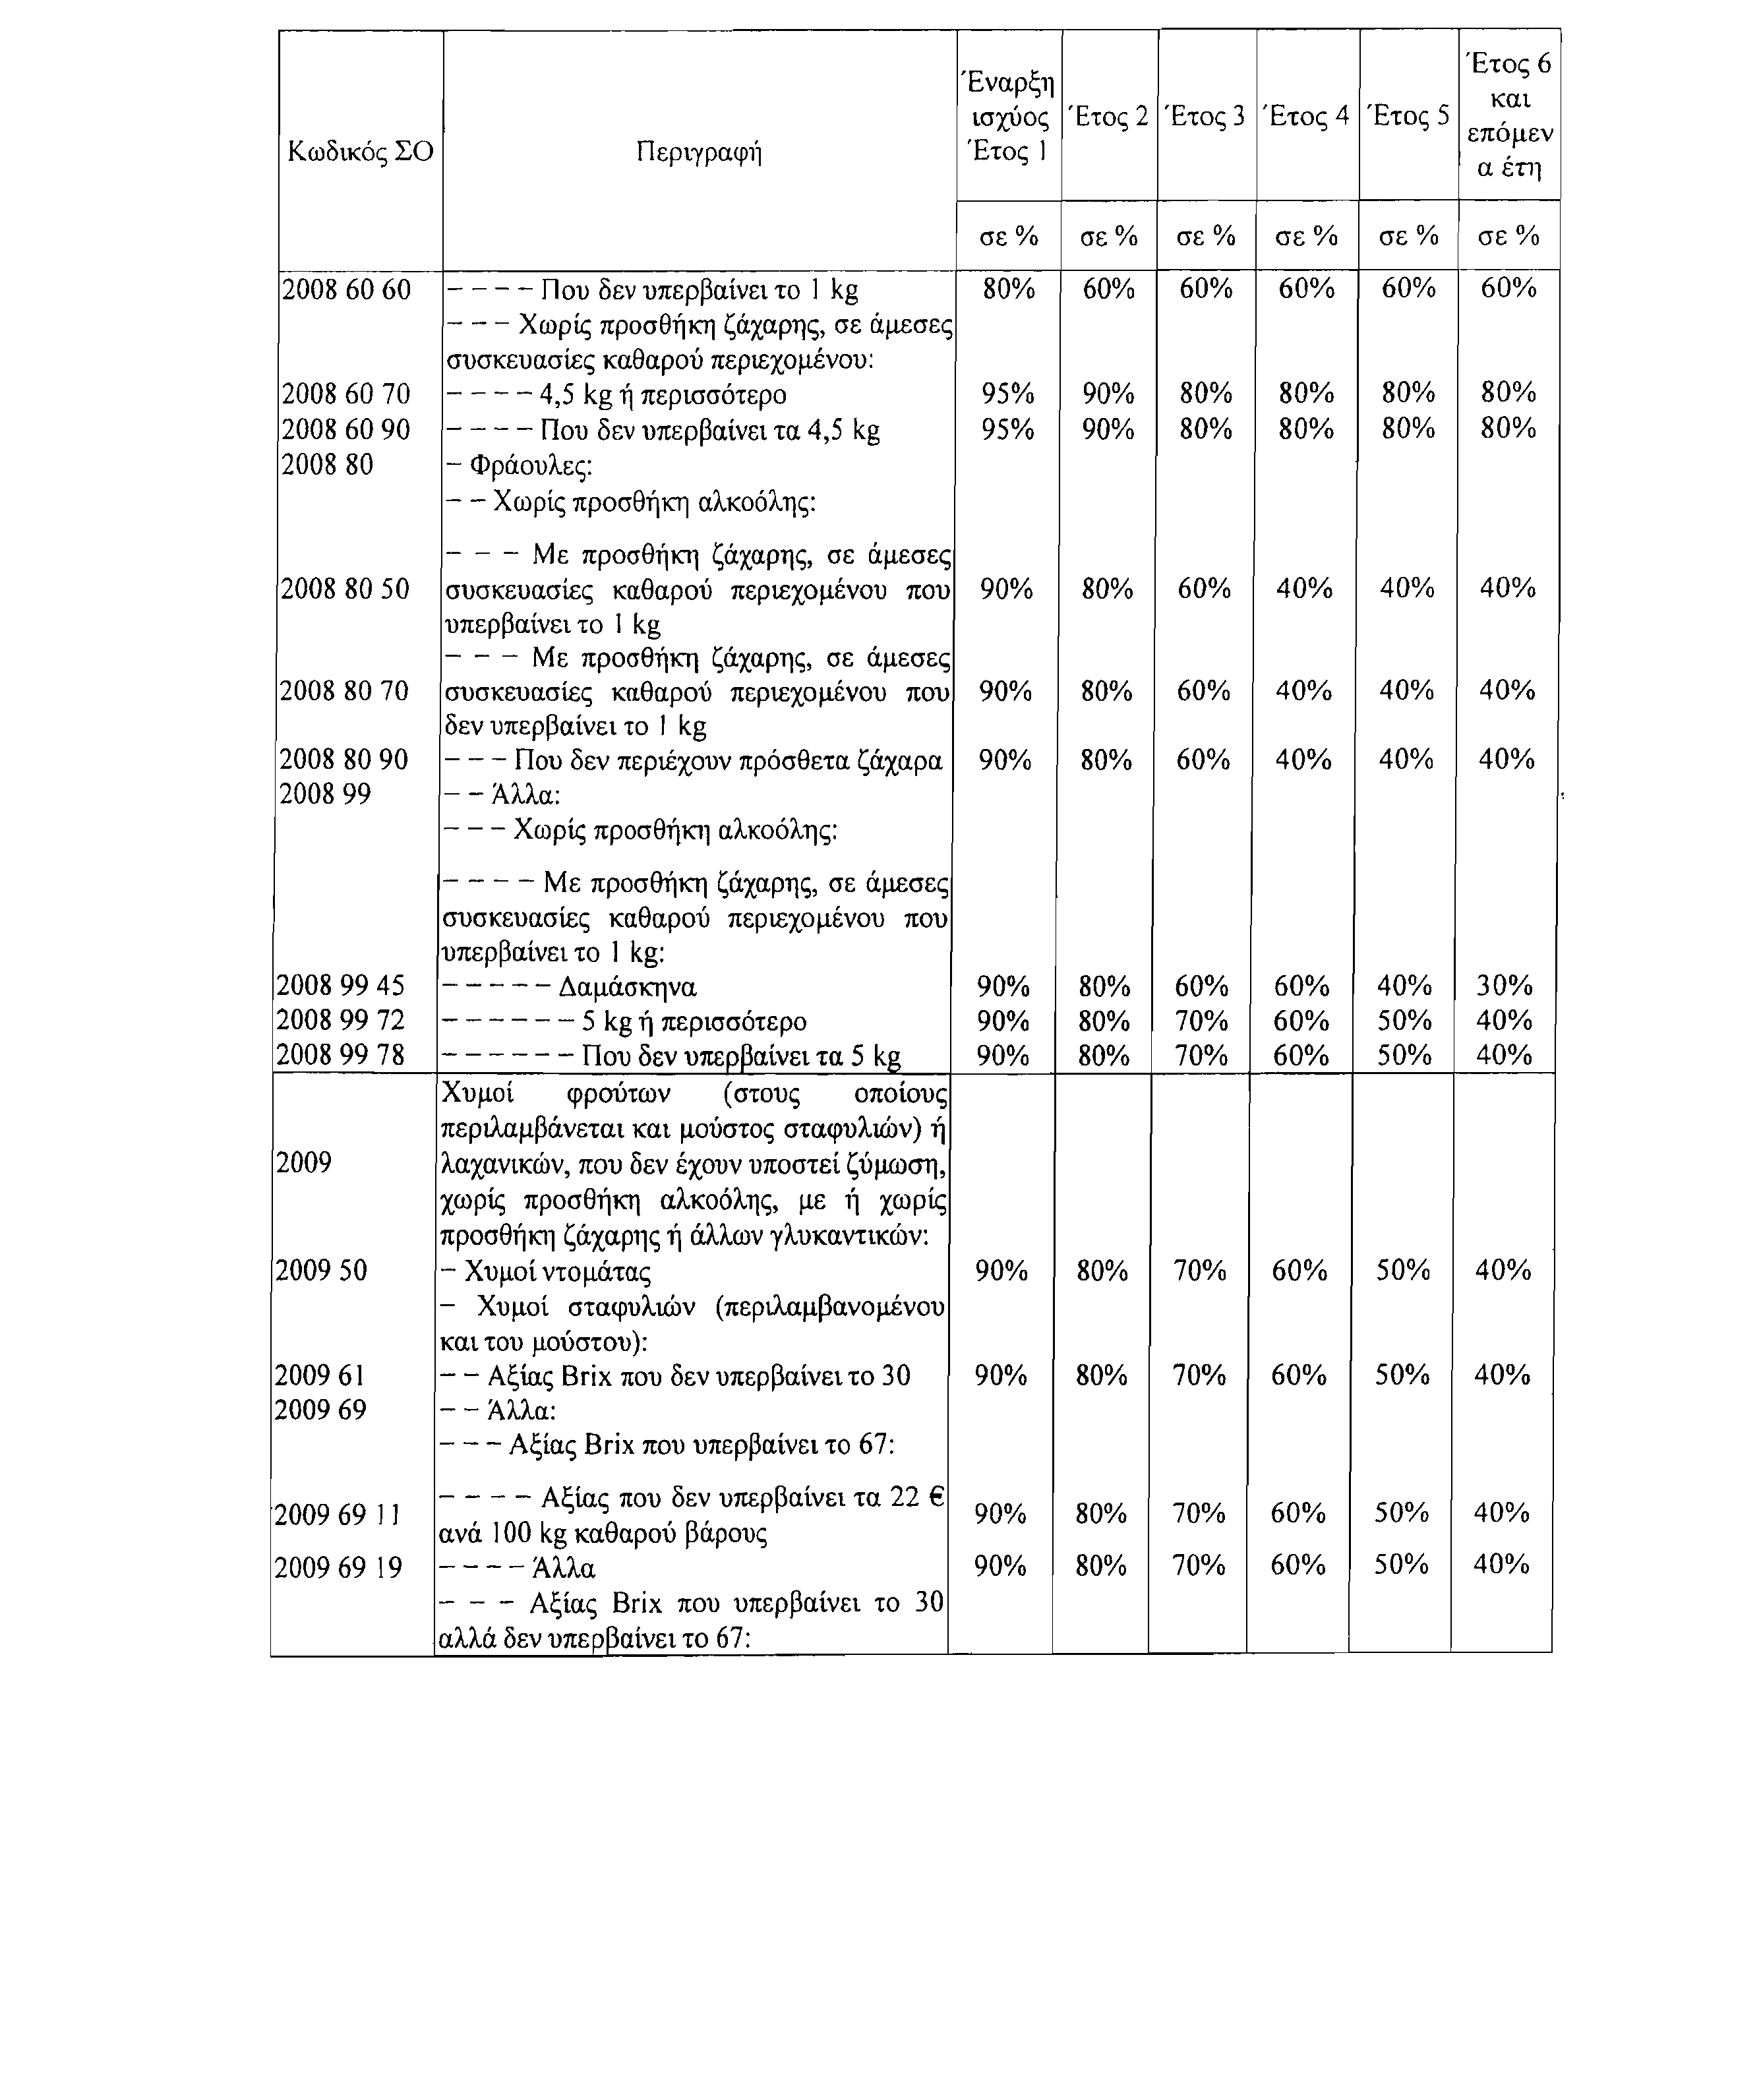 Κωδικός ΣΟ Περιγραφή Έναρξη ισχύος Έτος 1 Έτος 2 Έτος 3 Έτος 4 Έτος 5 Έτος 6 και επόμεν α έτη
σε % σε % σε % σε % σε % σε %
2008 60 60 – – – – Που δεν υπερβαίνει το 1 kg 80% 60% 60% 60% 60% 60%
– – – Χωρίς προσθήκη ζάχαρης, σε άμεσες
συσκευασίες καθαρού περιεχομένου:
2008 60 70 – – – – 4,5 kg ή περισσότερο 95% 90% 80% 80% 80% 80%
2008 60 90 – – – – Που δεν υπερβαίνει τα 4,5 kg 95% 90% 80% 80% 80% 80%
2008 80 – Φράουλες:
– – Χωρίς προσθήκη αλκοόλης:
– – – Με προσθήκη ζάχαρης, σε άμεσες
2008 80 50 συσκευασίες καθαρού περιεχομένου που 90% 80% 60% 40% 40% 40%
υπερβαίνει το 1 kg
– – – Με προσθήκη ζάχαρης, σε άμεσες
2008 80 70 συσκευασίες καθαρού περιεχομένου που 90% 80% 60% 40% 40% 40%
δεν υπερβαίνει το 1 kg
2008 80 90 – – – Που δεν περιέχουν πρόσθετα ζάχαρα 90% 80% 60% 40% 40% 40%
2008 99 – – Άλλα:
– – – Χωρίς προσθήκη αλκοόλης:
– – – – Με προσθήκη ζάχαρης, σε άμεσες
συσκευασίες καθαρού περιεχομένου που
υπερβαίνει το 1 kg:
2008 99 45 – – – – – Δαμάσκηνα 90% 80% 60% 60% 40% 30%
2008 99 72 – – – – – – 5 kg ή περισσότερο 90% 80% 70% 60% 50% 40%
2008 99 78 – – – – – – Που δεν υπερβαίνει τα 5 kg 90% 80% 70% 60% 50% 40%
Χυμοί φρούτων (στους οποίους
περιλαμβάνεται και μούστος σταφυλιών) ή
2009 λαχανικών, που δεν έχουν υποστεί ζύμωση,
χωρίς προσθήκη αλκοόλης, με ή χωρίς
προσθήκη ζάχαρης ή άλλων γλυκαντικών:
2009 50 – Χυμοί ντομάτας 90% 80% 70% 60% 50% 40%
– Χυμοί σταφυλιών (περιλαμβανομένου
και του μούστου):
2009 61 – – Αξίας Brix που δεν υπερβαίνει το 30 90% 80% 70% 60% 50% 40%
2009 69 – – Άλλα:
– – – Αξίας Brix που υπερβαίνει το 67:
2009 69 11 – – – – Αξίας που δεν υπερβαίνει τα 22 € 90% 80% 70% 60% 50% 40%
ανά 100 kg καθαρού βάρους
2009 69 19 – – – – Άλλα 90% 80% 70% 60% 50% 40%
– – – Αξίας Brix που υπερβαίνει το 30
αλλά δεν υπερβαίνει το 67: